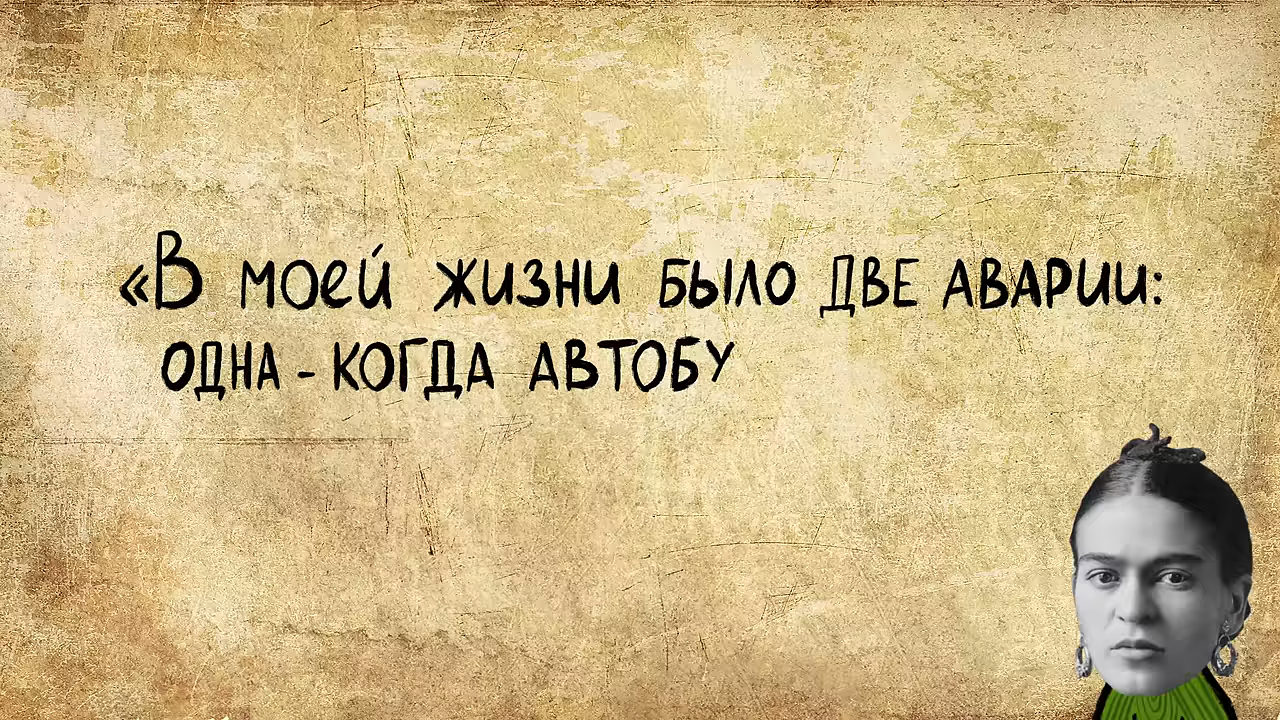 «В моей жизни было две аварии:
одна - когда автобу